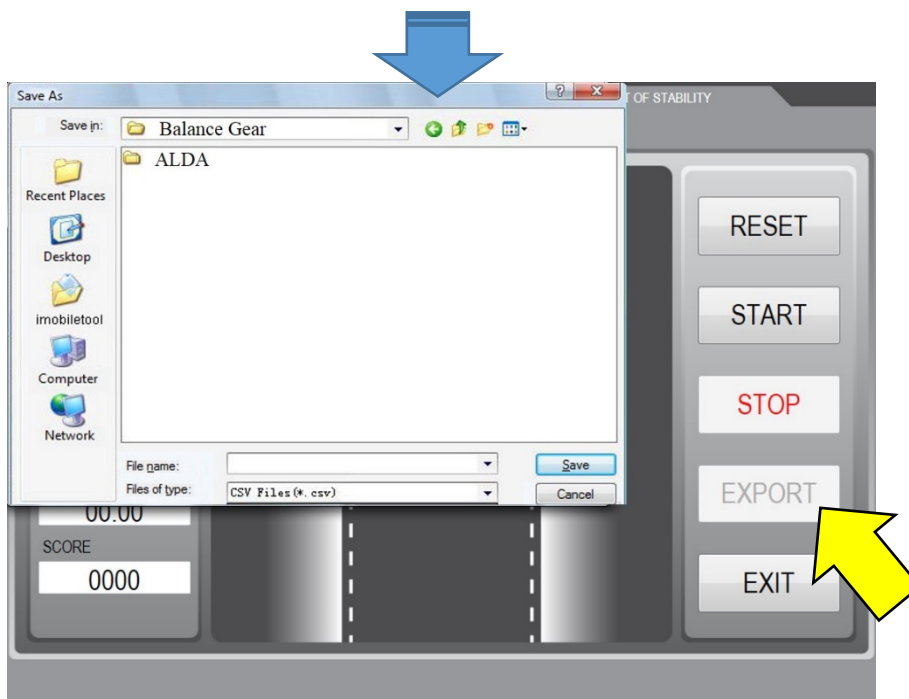 Save As
T OF STABILITY
Save in:
Balance Gear
ALDA
Recent Places
Desktop
imobiletool
Computer
Network
File name:
Save
Files of type:
CSV Files(*.csv)
Cancel
RESET
START
STOP
EXPORT
EXIT
00.00
SCORE
0000